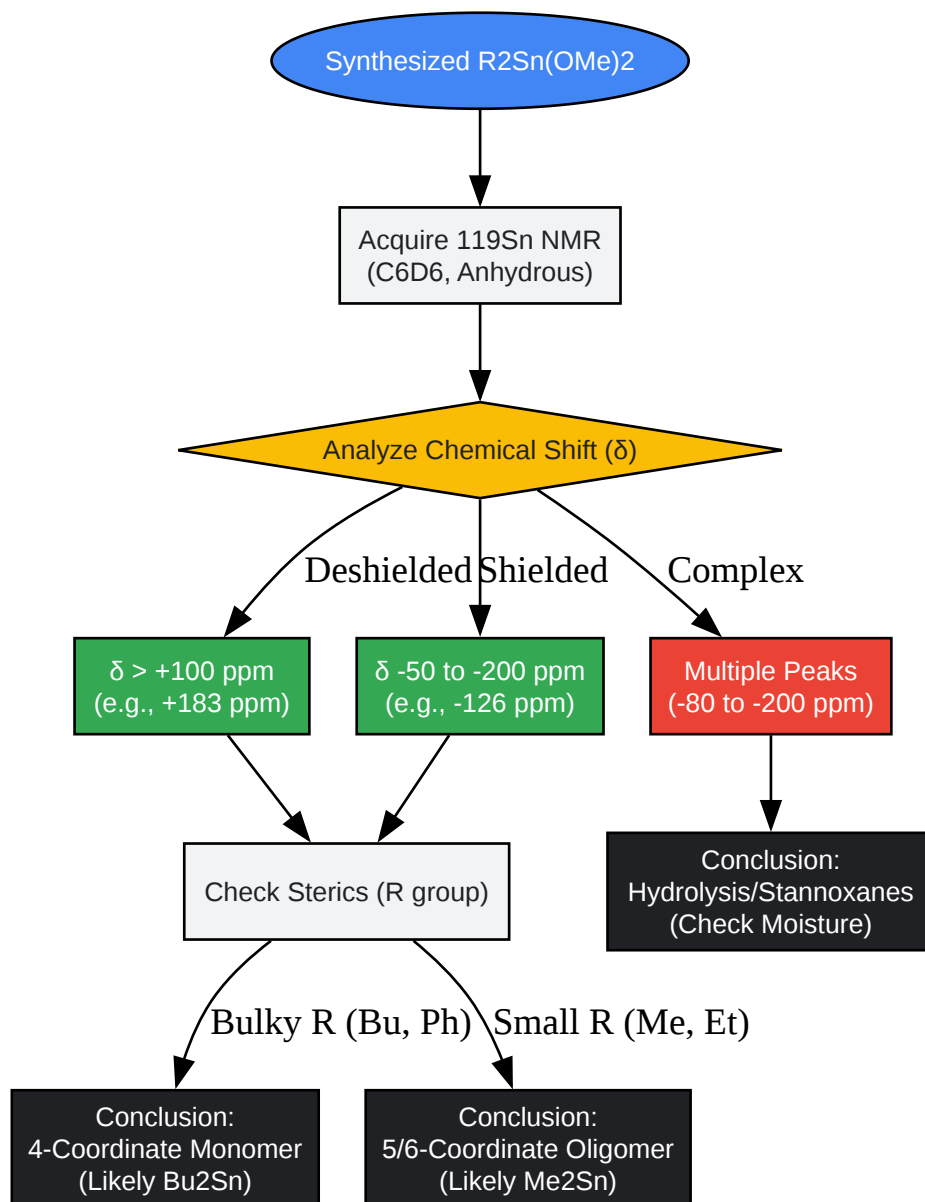 Synthesized R2Sn(OMe)2
Acquire 119Sn NMR
(C6D6, Anhydrous)
Analyze Chemical Shift (δ)
Deshielded
Shielded
Complex
δ > +100 ppm
(e.g., +183 ppm)
δ -50 to -200 ppm
(e.g., -126 ppm)
Multiple Peaks
(-80 to -200 ppm)
Check Sterics (R group)
Conclusion:
Hydrolysis/Stannoxanes
(Check Moisture)
Bulky R (Bu, Ph)
Small R (Me, Et)
Conclusion:
4-Coordinate Monomer
(Likely Bu2Sn)
Conclusion:
5/6-Coordinate Oligomer
(Likely Me2Sn)